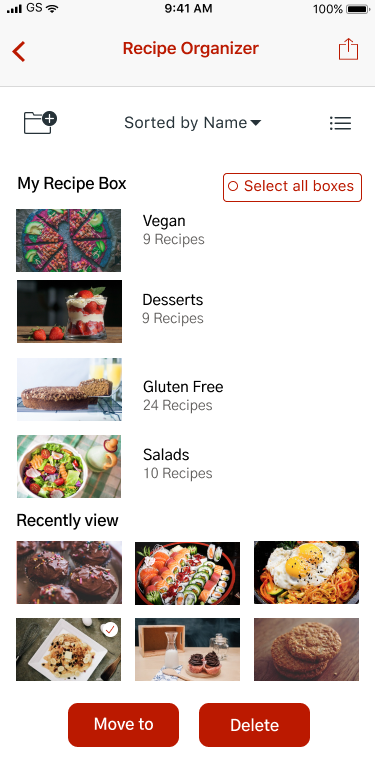 GS 9:41 AM 100%
Recipe Organizer
Sorted by Name
My Recipe Box
Select all boxes
Vegan
9 Recipes
Desserts
9 Recipes
Gluten Free
24 Recipes
Salads
10 Recipes
Recently view
Move to
Delete